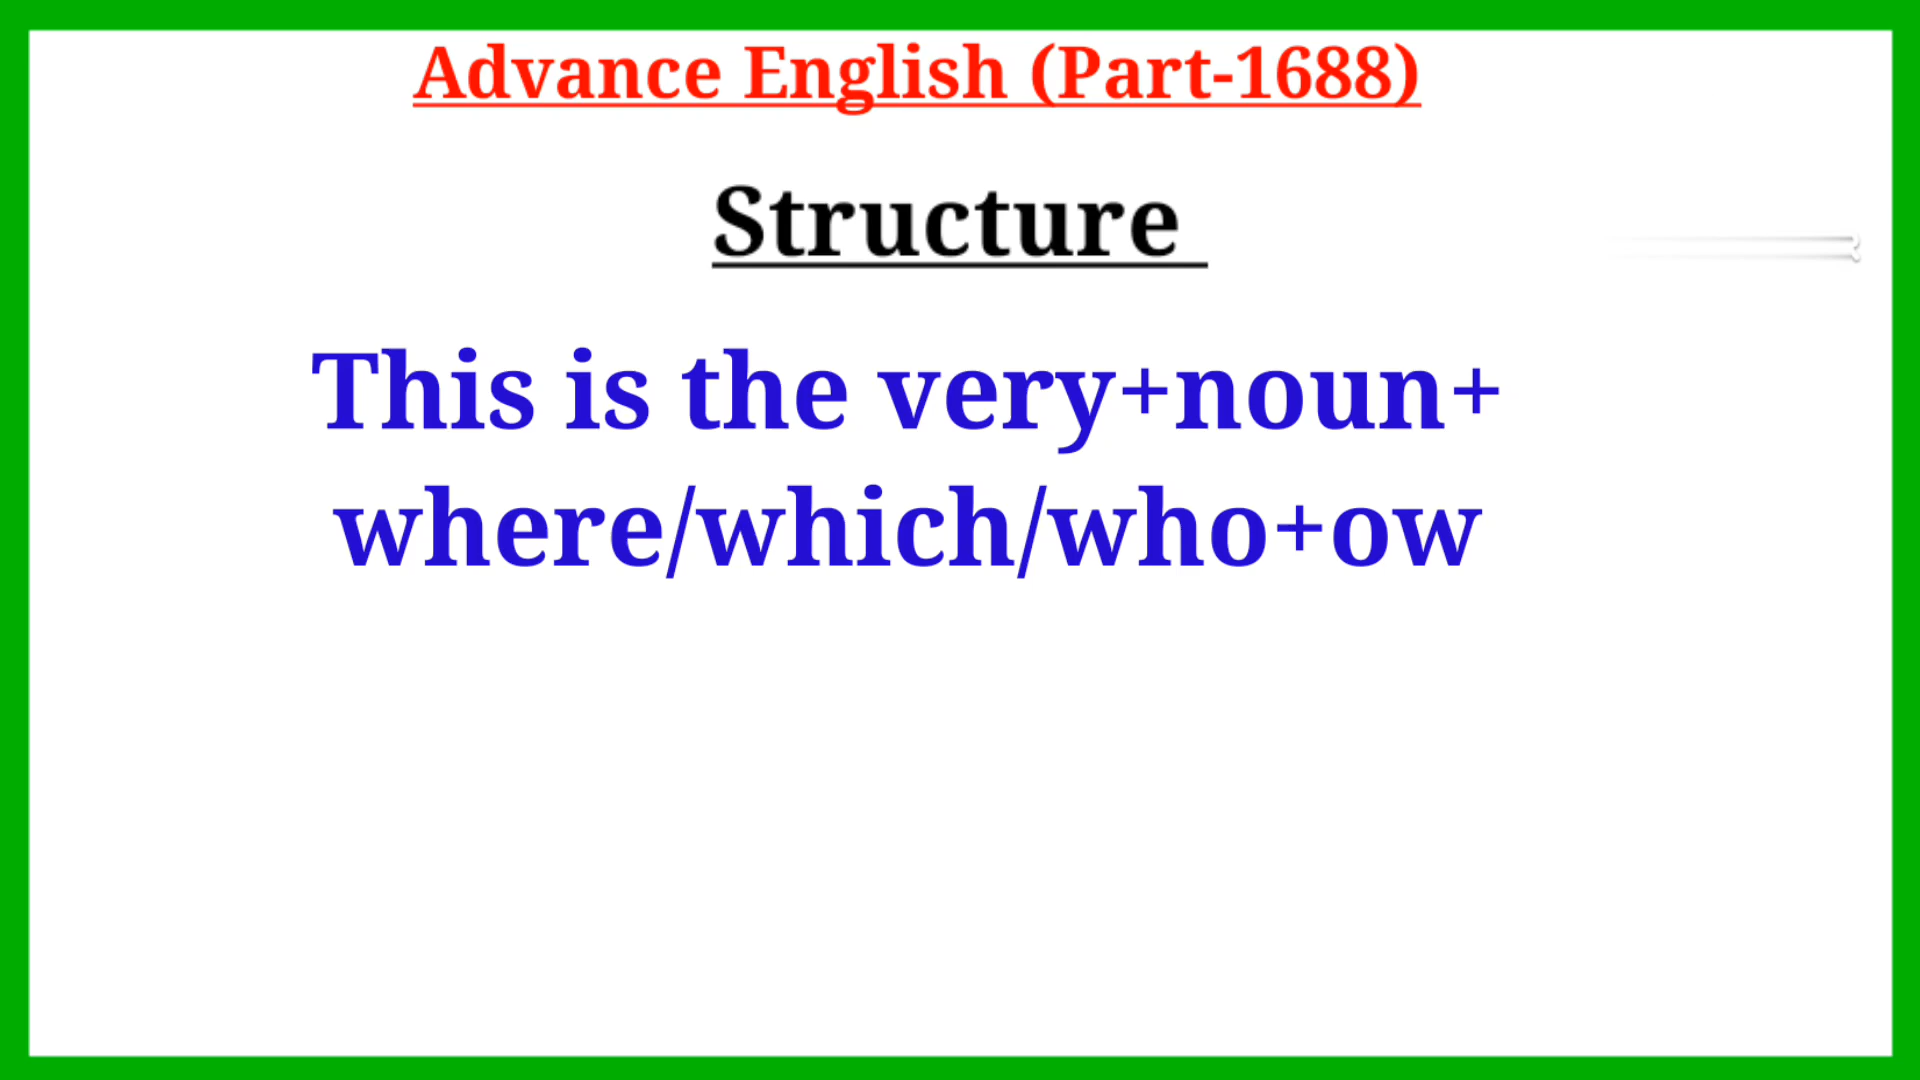 Advance English (Part-1688)
Structure
This is the very+noun+
where/which/who+ow